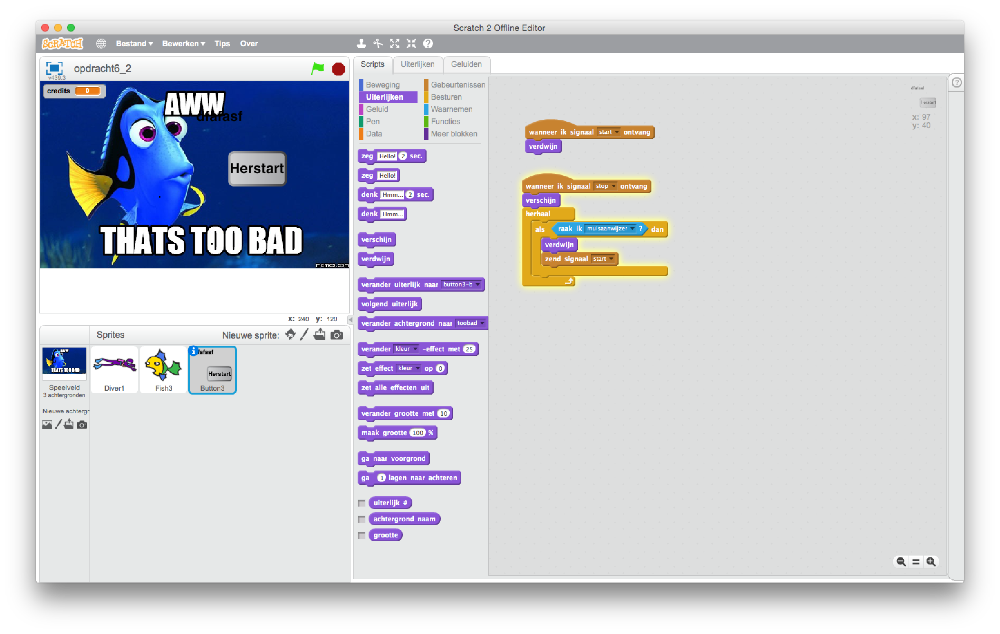 Scratch 2 Offline Editor
SCRATCH Bestand Bewerken Tips Over
opdracht6_2
v439.3
credits 0
AWW
dfafasf
Herstart
THATS TOO BAD
memes.com
x: 240 y: 120
Sprites Nieuwe sprite:
AWW
THATS TOO BAD
Speelveld
3 achtergronden
Nieuwe achtergr
Diver1
Fish3
fafasf
Herstart
Button3
Scripts Uiterlijken Geluiden
Beweging Gebeurtenissen
Uiterlijken Besturen
Geluid Waarnemen
Pen Functies
Data Meer blokken
zeg Hello! 2 sec.
zeg Hello!
denk Hmm... 2 sec.
denk Hmm...
verschijn
verdwijn
verander uiterlijk naar button3-b
volgend uiterlijk
verander achtergrond naar toobad
verander kleur -effect met 25
zet effect kleur op 0
zet alle effecten uit
verander grootte met 10
maak grootte 100 %
ga naar voorgrond
ga 1 lagen naar achteren
uiterlijk #
achtergrond naam
grootte
wanneer ik signaal start ontvang
verdwijn
wanneer ik signaal stop ontvang
verschijn
herhaal
als raak ik muisaanwijzer ? dan
verdwijn
zend signaal start
dfafasf
Herstart
x: 97
y: 40